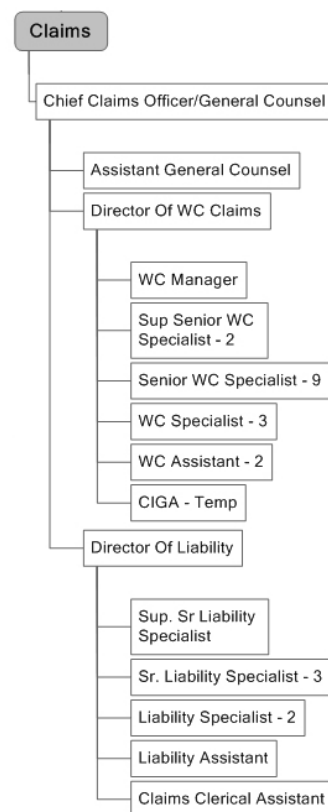 Claims
Chief Claims Officer/General Counsel
Assistant General Counsel
Director Of WC Claims
WC Manager
Sup Senior WC
Specialist - 2
Senior WC Specialist - 9
WC Specialist - 3
WC Assistant - 2
CIGA - Temp
Director Of Liability
Sup. Sr Liability
Specialist
Sr. Liability Specialist - 3
Liability Specialist - 2
Liability Assistant
Claims Clerical Assistant